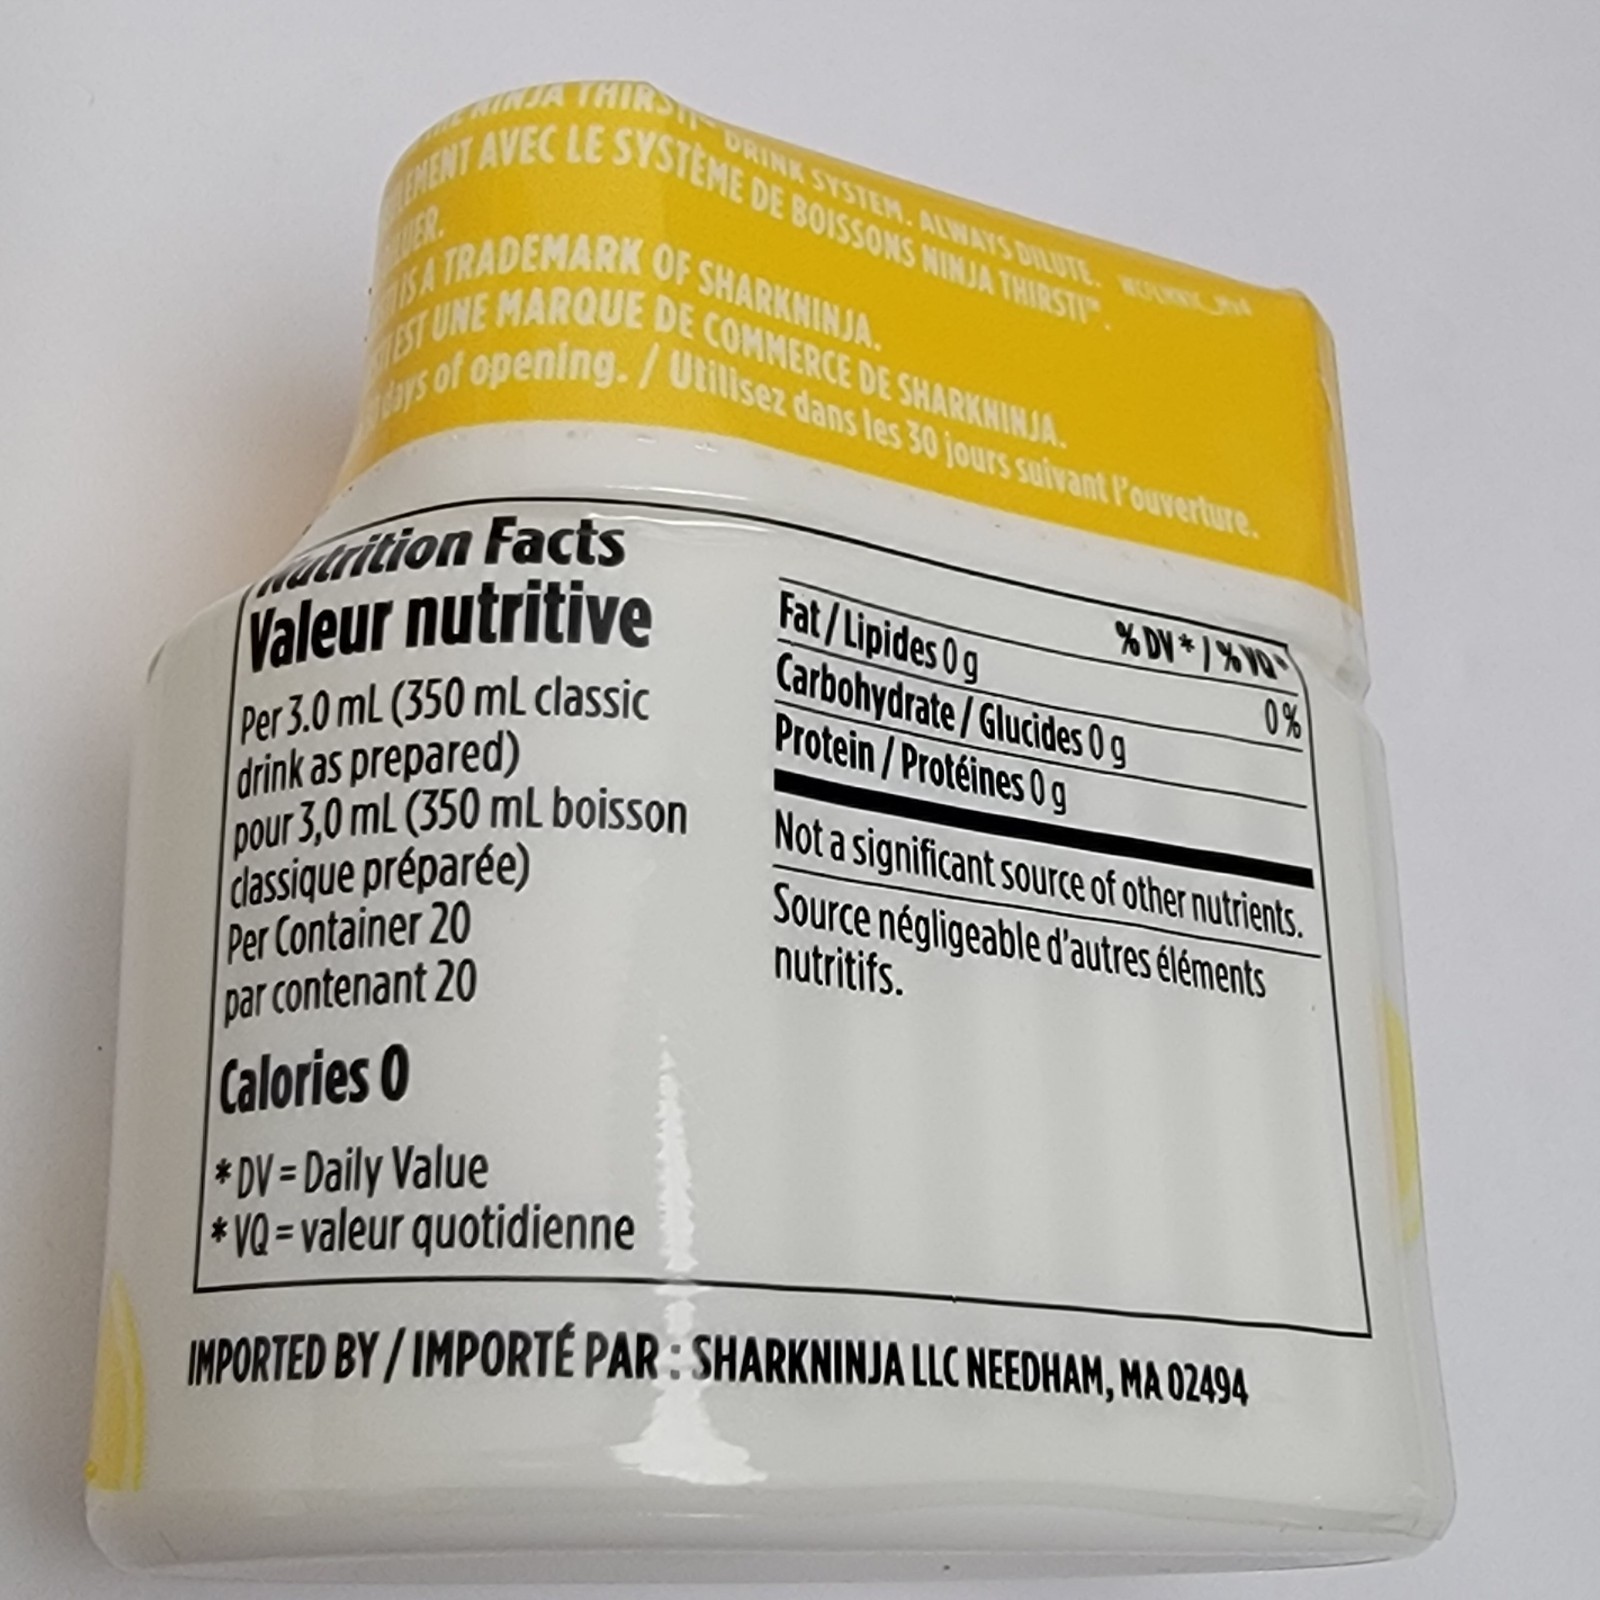 NINJA THIRSTI™ DRINK SYSTEM. ALWAYS DILUTE.
AVEC LE SYSTÈME DE BOISSONS NINJA THIRSTI™.
IS A TRADEMARK OF SHARKNINJA.
EST UNE MARQUE DE COMMERCE DE SHARKNINJA.
days of opening. / Utilisez dans les 30 jours suivant l'ouverture.
Nutrition Facts
Valeur nutritive
Per 3.0 mL (350 mL classic
drink as prepared)
pour 3,0 mL (350 mL boisson
classique préparée)
Per Container 20
par contenant 20
Calories 0
* DV = Daily Value
* VQ = valeur quotidienne
% DV* / % VQ*
Fat / Lipides 0 g 0 %
Carbohydrate / Glucides 0 g
Protein / Protéines 0 g
Not a significant source of other nutrients.
Source négligeable d'autres éléments
nutritifs.
IMPORTED BY / IMPORTÉ PAR : SHARKNINJA LLC NEEDHAM, MA 02494